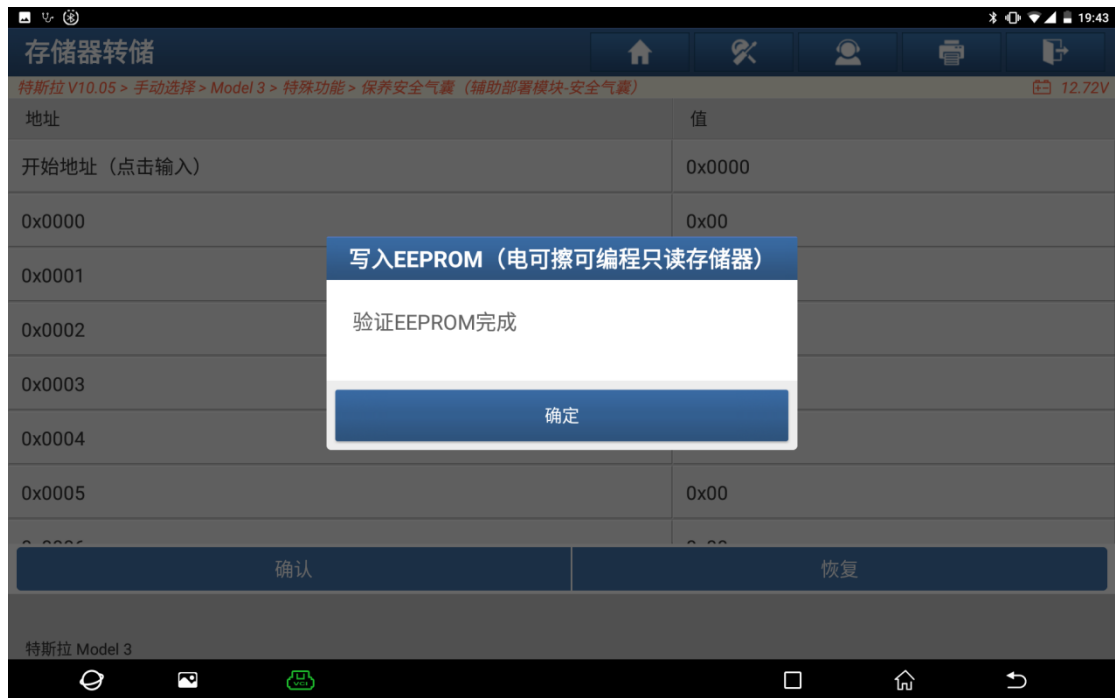 19:43
存储器转储
特斯拉 V10.05 > 手动选择 > Model 3 > 特殊功能 > 保养安全气囊（辅助部署模块-安全气囊）
12.72V
地址 值
开始地址（点击输入） 0x0000
0x0000 0x00
写入EEPROM（电可擦可编程只读存储器）
0x0001
验证EEPROM完成
0x0002
0x0003
确定
0x0004
0x0005 0x00
确认 恢复
特斯拉 Model 3
VCI